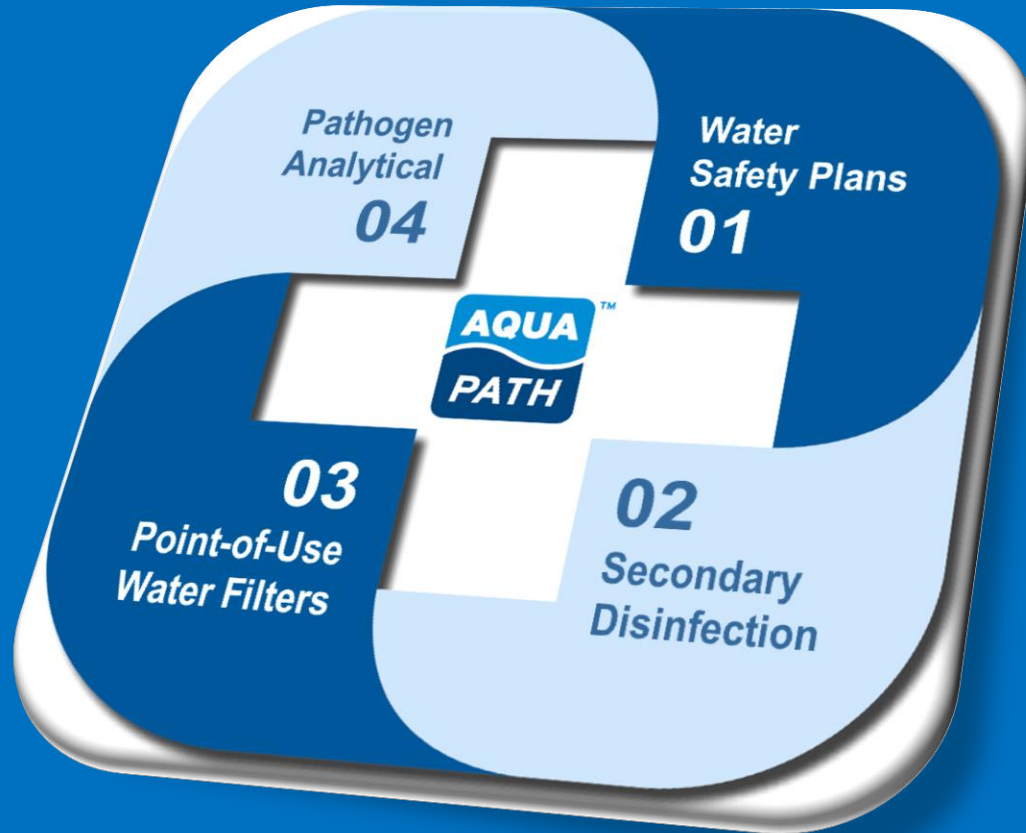 Pathogen
Analytical
04
Water
Safety Plans
01
AQUA
PATH
TM
03
Point-of-Use
Water Filters
02
Secondary
Disinfection